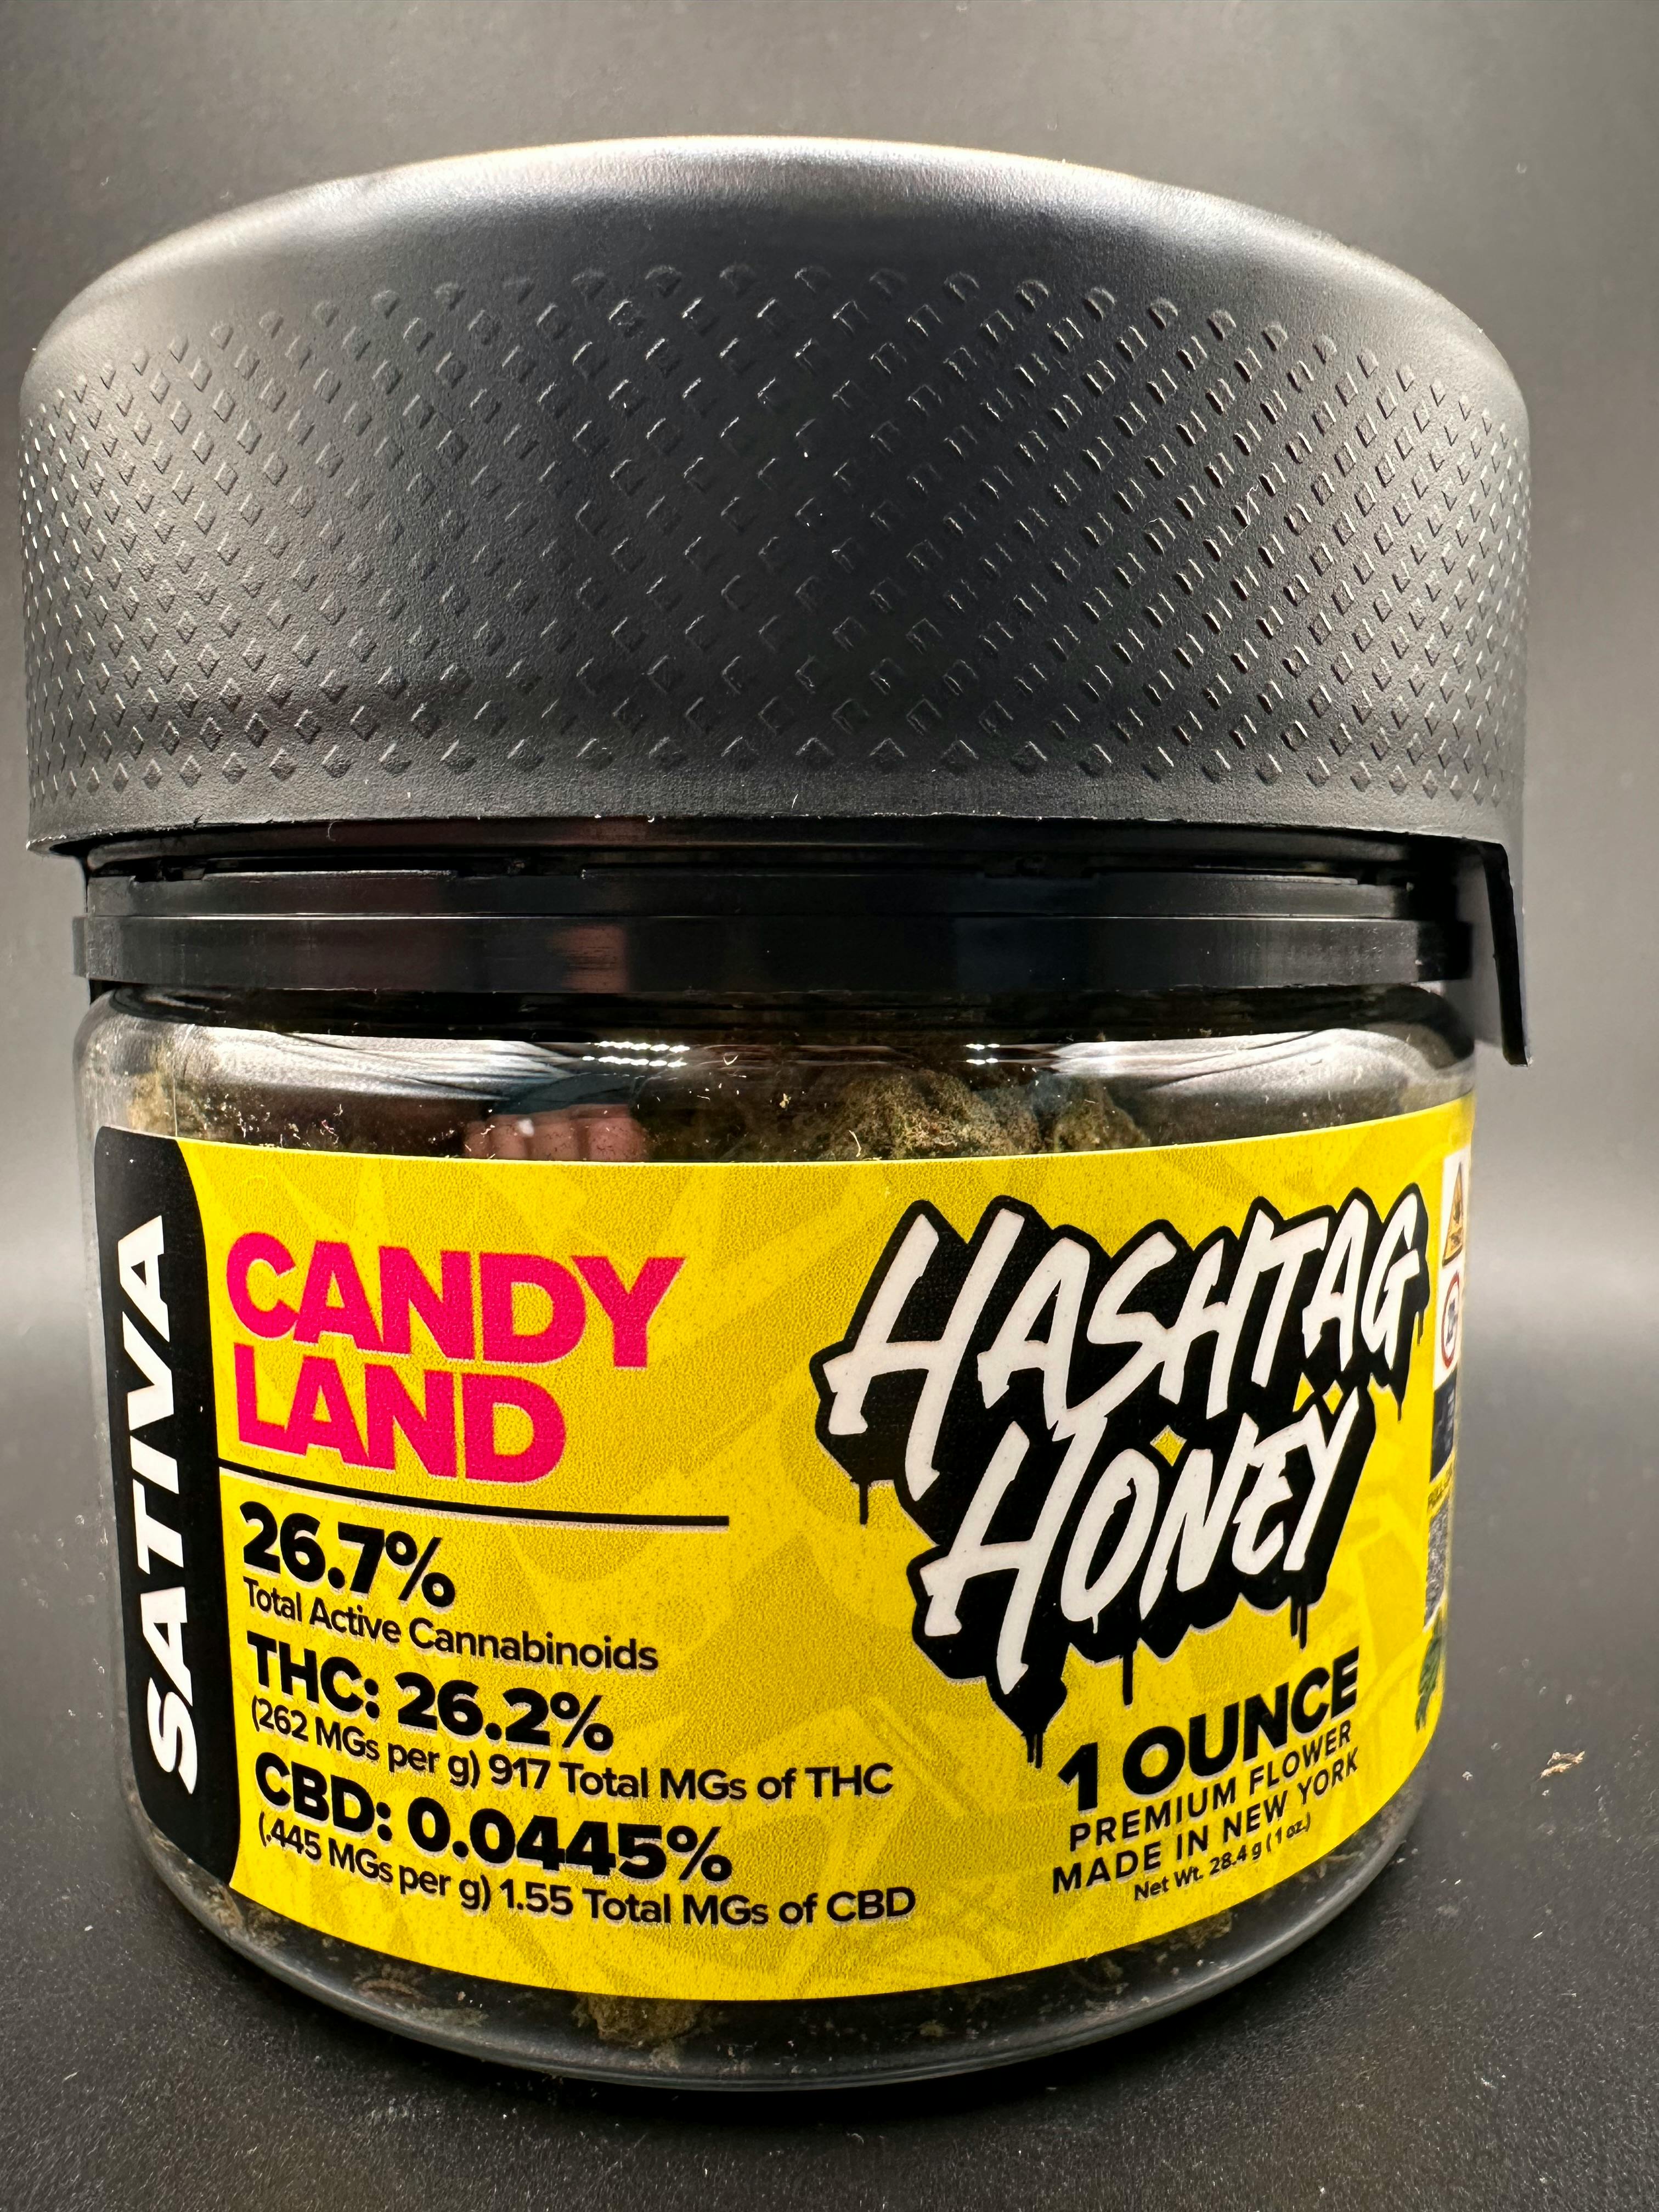 SATIVA
CANDY
LAND
26.7%
Total Active Cannabinoids
THC: 26.2%
(262 MGs per g) 917 Total MGs of THC
CBD: 0.0445%
(.445 MGs per g) 1.55 Total MGs of CBD
HASHTAG
HONEY
1 OUNCE
PREMIUM FLOWER
MADE IN NEW YORK
Net Wt. 28.4 g (1 oz.)